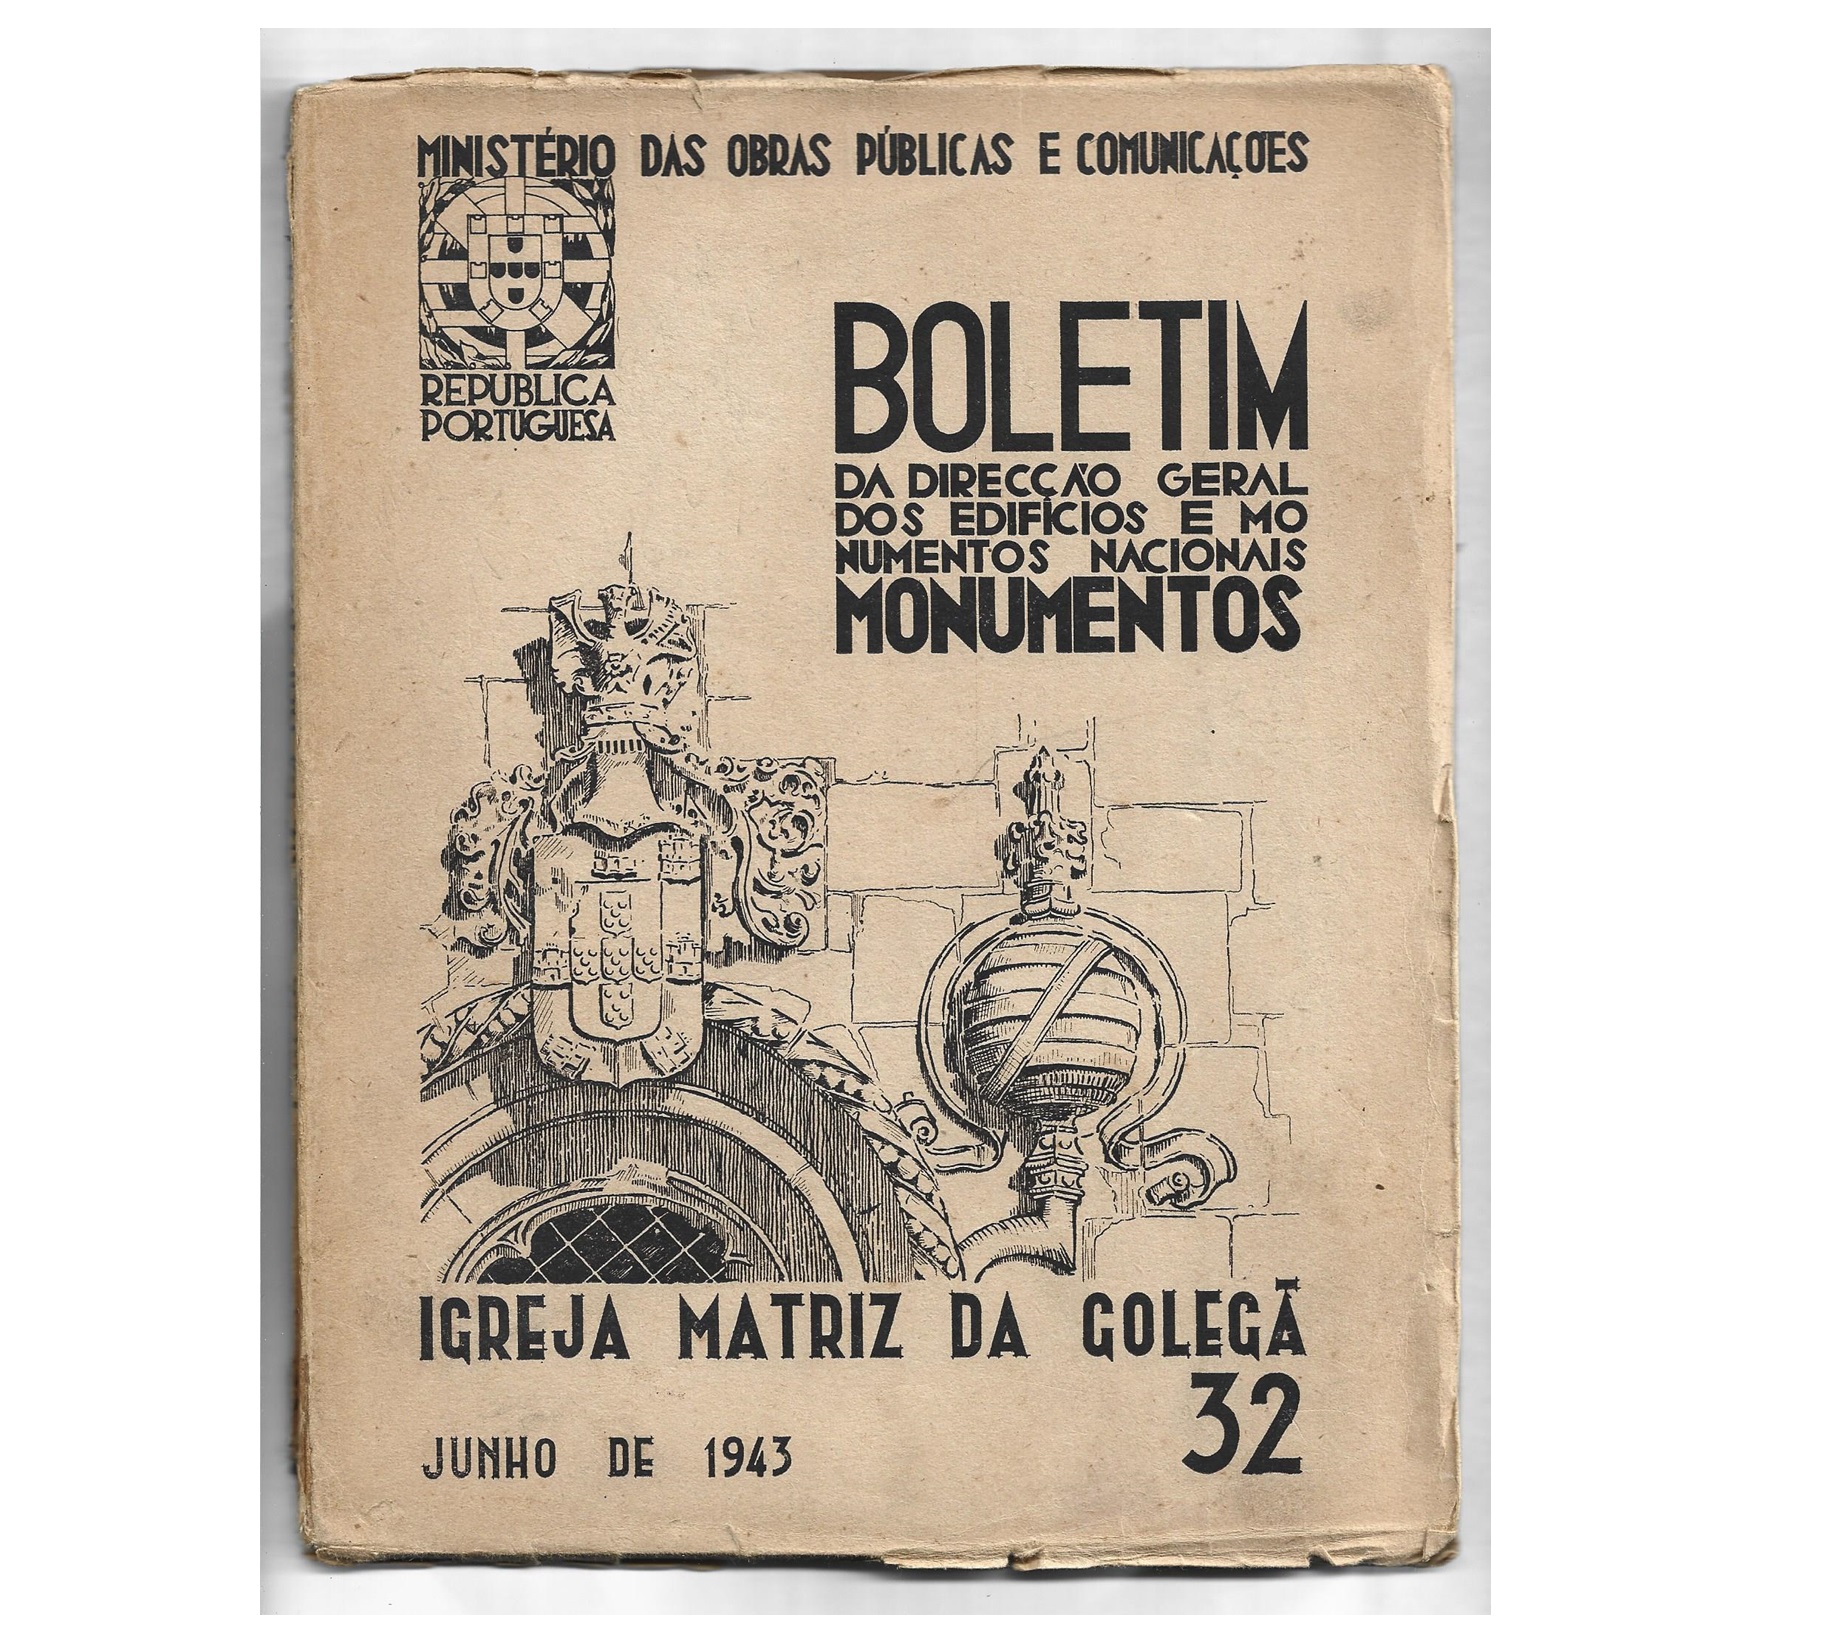 MINISTÉRIO DAS OBRAS PÚBLICAS E COMUNICAÇÕES
REPUBLICA
PORTUGUESA
BOLETIM
DA DIRECÇÃO GERAL
DOS EDIFÍCIOS E MO
NUMENTOS NACIONAIS
MONUMENTOS
IGREJA MATRIZ DA GOLEGÃ
32
JUNHO DE 1943